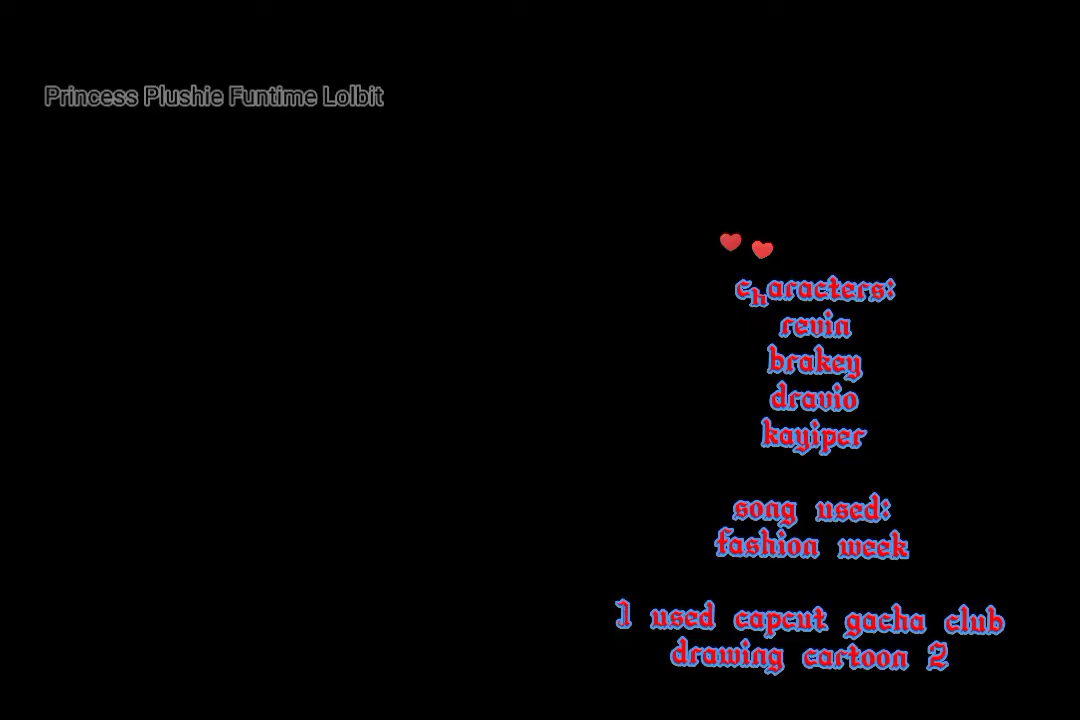 Princess Plushie Funtime Lolbit
characters:
revin
brakey
dravio
kayiper
song used:
fashion week
I used capcut gacha club
drawing cartoon 2